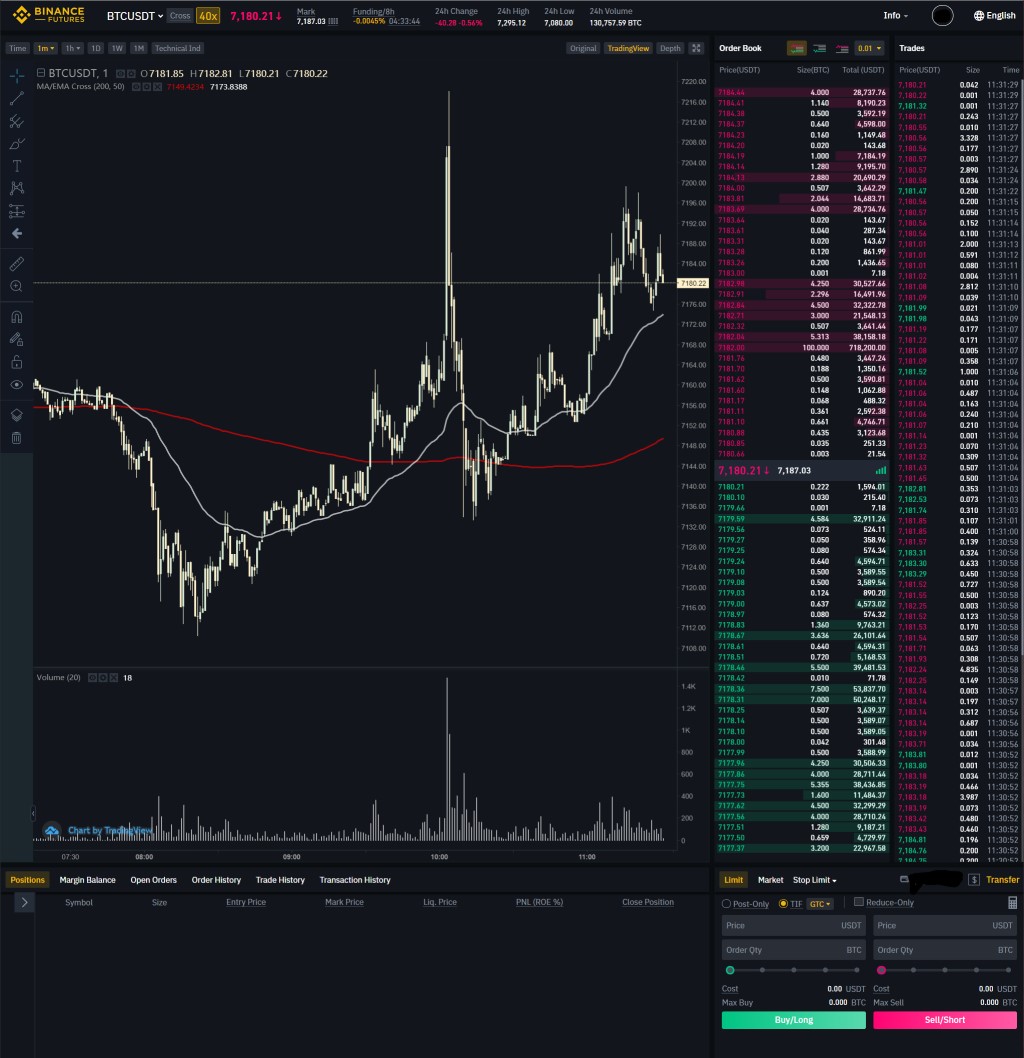 BINANCE
FUTURES
BTCUSDT Cross 40x 7,180.21↓
Mark
7,187.03
Funding/8h
-0.0045% 04:33:44
24h Change
-40.28 -0.56%
24h High
7,295.12
24h Low
7,080.00
24h Volume
130,757.59 BTC
Info
English
Time 1m 1h 1D 1W 1M Technical Ind Original TradingView Depth
BTCUSDT, 1 O7181.85 H7182.81 L7180.21 C7180.22
MA/EMA Cross (200, 50) 7149.4234 7173.8388
7220.00
7216.00
7212.00
7208.00
7204.00
7200.00
7196.00
7192.00
7188.00
7184.00
7180.22
7176.00
7172.00
7168.00
7164.00
7160.00
7156.00
7152.00
7148.00
7144.00
7140.00
7136.00
7132.00
7128.00
7124.00
7120.00
7116.00
7112.00
7108.00
Volume (20) 18
1.4K
1.2K
1K
800
600
400
200
0
Chart by TradingView
07:30 08:00 09:00 10:00 11:00
Order Book 0.01
Price(USDT) Size(BTC) Total (USDT)
7184.44 4.000 28,737.76
7184.41 1.140 8,190.23
7184.38 0.500 3,592.19
7184.37 0.640 4,598.00
7184.23 0.160 1,149.48
7184.20 0.020 143.68
7184.19 1.000 7,184.19
7184.14 1.280 9,195.70
7184.13 2.880 20,690.29
7184.00 0.507 3,642.29
7183.81 2.044 14,683.71
7183.69 4.000 28,734.76
7183.64 0.020 143.67
7183.61 0.040 287.34
7183.31 0.020 143.67
7183.28 0.120 861.99
7183.26 0.200 1,436.65
7183.00 0.001 7.18
7182.98 4.250 30,527.66
7182.91 2.296 16,491.96
7182.84 4.500 32,322.78
7182.71 3.000 21,548.13
7182.32 0.507 3,641.44
7182.04 5.313 38,158.18
7182.00 100.000 718,200.00
7181.76 0.480 3,447.24
7181.70 0.188 1,350.16
7181.62 0.500 3,590.81
7181.60 0.148 1,062.88
7181.17 0.068 488.32
7181.11 0.361 2,592.38
7181.10 0.661 4,746.71
7180.88 0.435 3,123.68
7180.85 0.035 251.33
7180.66 0.003 21.54
7,180.21↓ 7,187.03
7180.21 0.222 1,594.01
7180.10 0.030 215.40
7179.66 0.001 7.18
7179.59 4.584 32,911.24
7179.56 0.073 524.11
7179.27 0.050 358.96
7179.25 0.080 574.34
7179.24 0.640 4,594.71
7179.10 0.500 3,589.55
7179.08 0.500 3,589.54
7179.03 0.124 890.20
7179.00 0.637 4,573.02
7178.97 0.080 574.32
7178.83 1.360 9,763.21
7178.67 3.636 26,101.64
7178.61 0.640 4,594.31
7178.51 0.720 5,168.53
7178.46 5.500 39,481.53
7178.42 0.010 71.78
7178.36 7.500 53,837.70
7178.31 7.000 50,248.17
7178.25 0.507 3,639.37
7178.14 0.500 3,589.07
7178.10 0.500 3,589.05
7178.00 0.042 301.48
7177.99 0.500 3,588.99
7177.96 4.250 30,506.33
7177.86 4.000 28,711.44
7177.75 5.355 38,436.85
7177.73 1.600 11,484.37
7177.62 4.500 32,299.29
7177.56 4.000 28,710.24
7177.51 1.280 9,187.21
7177.50 0.659 4,729.97
7177.37 3.200 22,967.58
Trades
Price(USDT) Size Time
7,180.21 0.042 11:31:29
7,180.22 0.001 11:31:29
7,181.32 0.001 11:31:28
7,180.21 0.243 11:31:27
7,180.55 0.010 11:31:27
7,180.56 3.328 11:31:27
7,180.56 0.177 11:31:27
7,180.57 0.003 11:31:27
7,180.57 2.890 11:31:24
7,180.58 0.034 11:31:24
7,181.47 0.200 11:31:22
7,180.56 0.200 11:31:15
7,180.57 0.050 11:31:15
7,180.56 0.152 11:31:14
7,180.56 0.100 11:31:14
7,181.01 2.000 11:31:13
7,181.01 0.591 11:31:12
7,181.01 0.080 11:31:11
7,181.02 0.004 11:31:11
7,181.08 2.812 11:31:10
7,181.09 0.039 11:31:10
7,181.99 0.021 11:31:09
7,181.98 0.043 11:31:09
7,181.19 0.177 11:31:07
7,181.22 0.171 11:31:07
7,181.08 0.005 11:31:07
7,181.09 0.358 11:31:07
7,181.52 1.000 11:31:06
7,181.04 0.010 11:31:04
7,181.06 0.487 11:31:04
7,181.04 0.163 11:31:04
7,181.06 0.240 11:31:04
7,181.07 0.210 11:31:04
7,181.14 0.001 11:31:04
7,181.23 0.070 11:31:04
7,181.32 0.309 11:31:04
7,181.63 0.507 11:31:04
7,181.65 0.500 11:31:04
7,182.81 0.353 11:31:03
7,182.53 0.073 11:31:03
7,181.74 0.310 11:31:03
7,181.85 0.107 11:31:01
7,181.85 0.400 11:31:00
7,181.57 0.139 11:30:58
7,183.31 0.324 11:30:58
7,183.30 0.633 11:30:58
7,183.29 0.450 11:30:58
7,181.52 0.727 11:30:58
7,181.55 0.500 11:30:58
7,182.25 0.003 11:30:58
7,181.52 0.123 11:30:58
7,181.53 0.170 11:30:58
7,181.54 0.507 11:30:58
7,181.71 0.063 11:30:58
7,181.93 0.308 11:30:58
7,182.24 4.835 11:30:58
7,182.25 0.149 11:30:58
7,183.14 0.003 11:30:57
7,183.14 0.197 11:30:57
7,183.14 0.312 11:30:56
7,183.14 0.687 11:30:56
7,183.19 0.001 11:30:56
7,183.71 0.034 11:30:56
7,183.81 0.012 11:30:52
7,183.80 0.001 11:30:52
7,183.18 0.034 11:30:52
7,183.19 0.466 11:30:52
7,183.18 3.987 11:30:52
7,183.19 0.073 11:30:52
7,183.42 0.480 11:30:52
7,183.43 0.460 11:30:52
7,184.81 0.196 11:30:52
7,184.76 0.200 11:30:52
7,184.75 0.200 11:30:52
Positions Margin Balance Open Orders Order History Trade History Transaction History
Symbol Size Entry Price Mark Price Liq. Price PNL (ROE %) Close Position
Limit Market Stop Limit $ Transfer
Post-Only TIF GTC Reduce-Only
Price USDT Price USDT
Order Qty BTC Order Qty BTC
Cost 0.00 USDT Cost 0.00 USDT
Max Buy 0.000 BTC Max Sell 0.000 BTC
Buy/Long Sell/Short